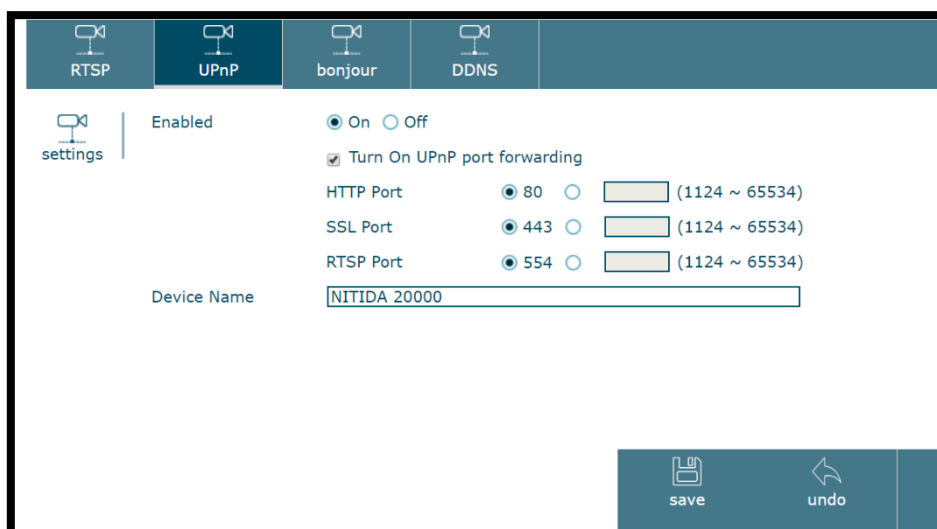 RTSP UPnP bonjour DDNS
settings
Enabled On Off
Turn On UPnP port forwarding
HTTP Port 80 (1124 ~ 65534)
SSL Port 443 (1124 ~ 65534)
RTSP Port 554 (1124 ~ 65534)
Device Name NITIDA 20000
save undo